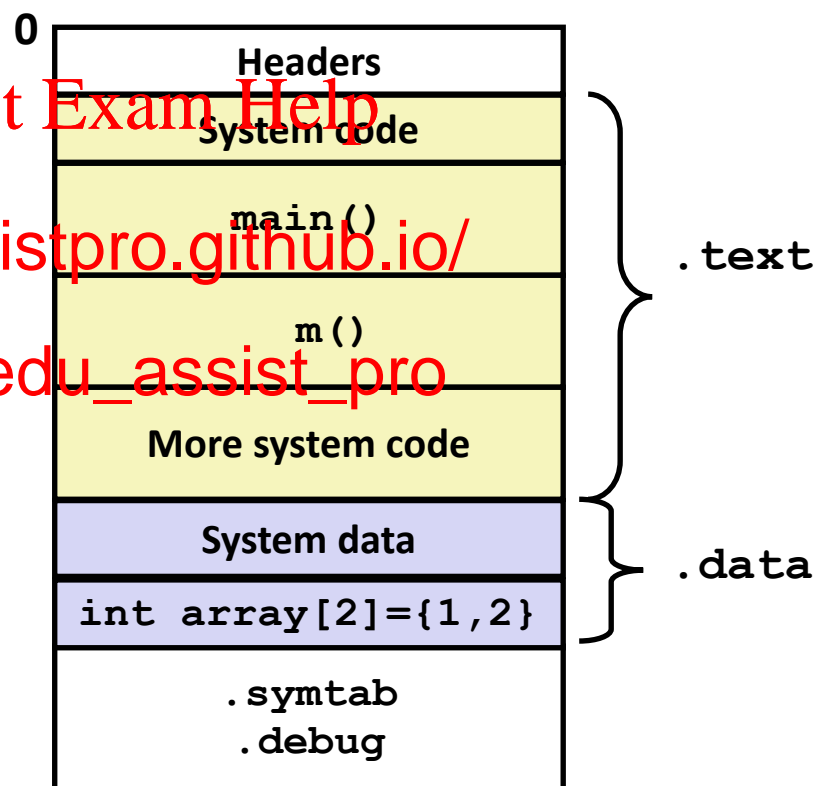 0
Headers
t Exam Help
System code
main()
istpro.github.io/
.text
m()
edu_assist_pro
More system code
System data
.data
int array[2]={1,2}
.symtab
.debug